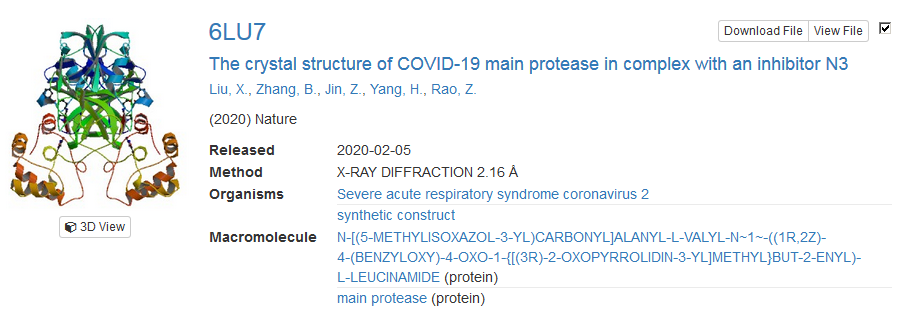 6LU7
Download File
View File
The crystal structure of COVID-19 main protease in complex with an inhibitor N3
Liu, X., Zhang, B., Jin, Z., Yang, H., Rao, Z.
(2020) Nature
Released 2020-02-05
Method X-RAY DIFFRACTION 2.16 Å
Organisms Severe acute respiratory syndrome coronavirus 2
synthetic construct
Macromolecule N-[(5-METHYLISOXAZOL-3-YL)CARBONYL]ALANYL-L-VALYL-N~1~-((1R,2Z)-
4-(BENZYLOXY)-4-OXO-1-{[(3R)-2-OXOPYRROLIDIN-3-YL]METHYL}BUT-2-ENYL)-
L-LEUCINAMIDE (protein)
main protease (protein)
3D View